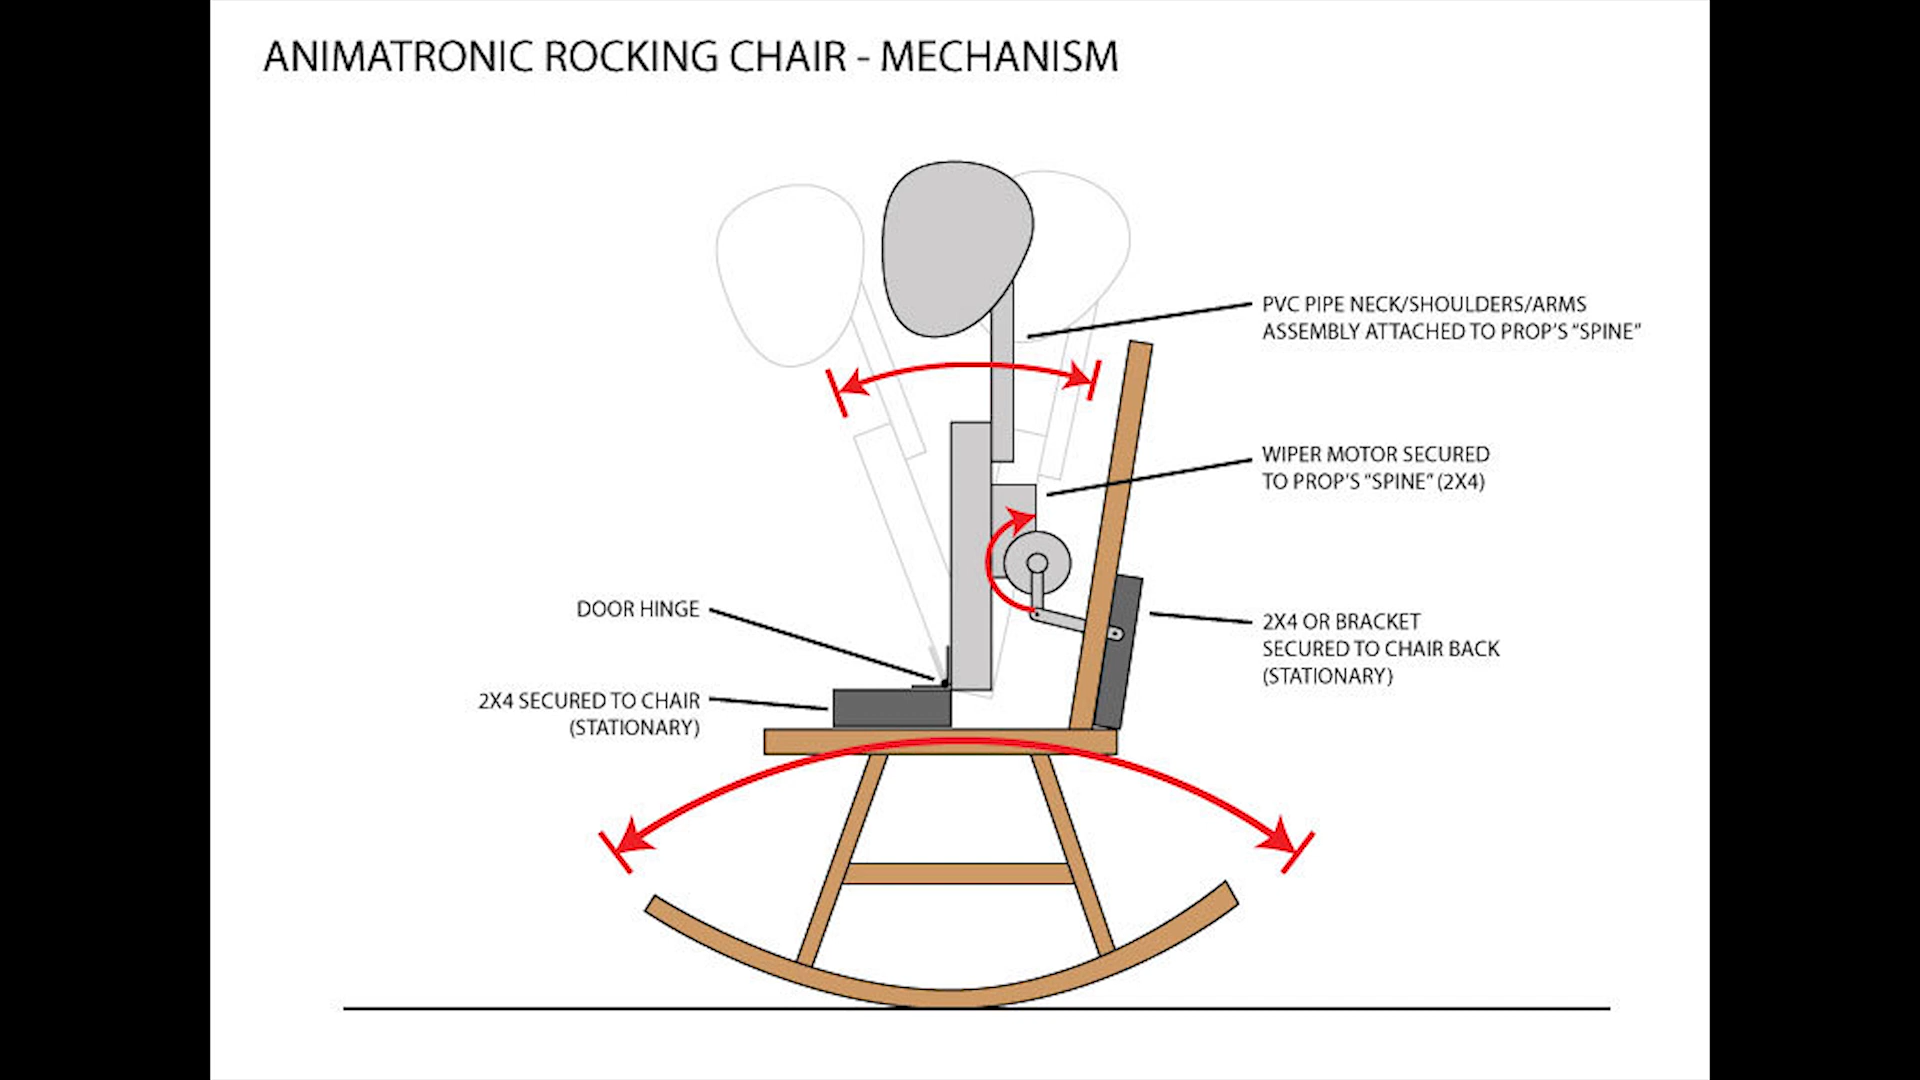 ANIMATRONIC ROCKING CHAIR - MECHANISM
PVC PIPE NECK/SHOULDERS/ARMS
ASSEMBLY ATTACHED TO PROP'S "SPINE"
WIPER MOTOR SECURED
TO PROP'S "SPINE" (2X4)
DOOR HINGE
2X4 OR BRACKET
SECURED TO CHAIR BACK
(STATIONARY)
2X4 SECURED TO CHAIR
(STATIONARY)